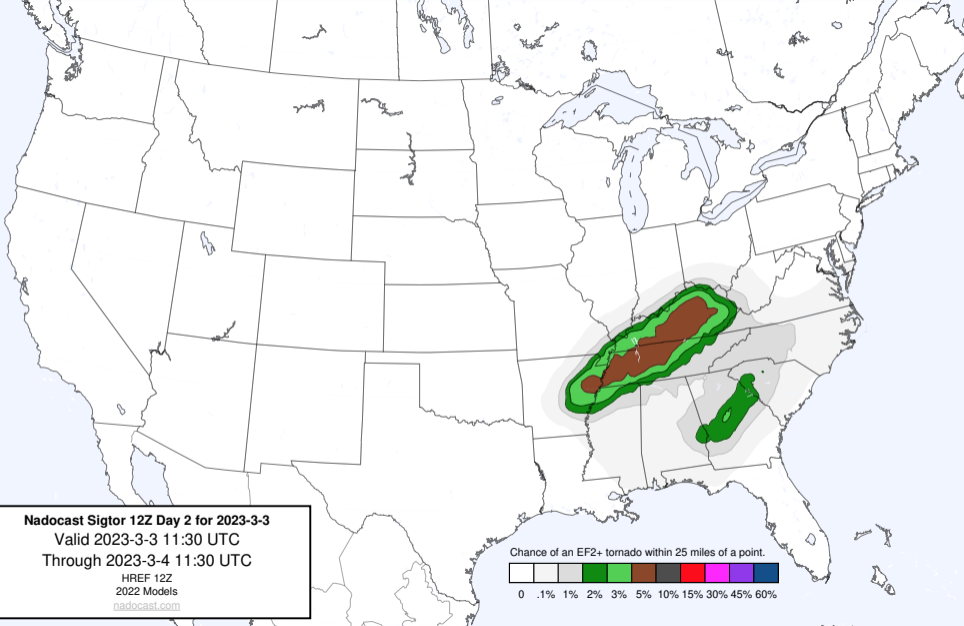 Nadocast Sigtor 12Z Day 2 for 2023-3-3
Valid 2023-3-3 11:30 UTC
Through 2023-3-4 11:30 UTC
HREF 12Z
2022 Models
nadocast.com
Chance of an EF2+ tornado within 25 miles of a point.
0 .1% 1% 2% 3% 5% 10% 15% 30% 45% 60%